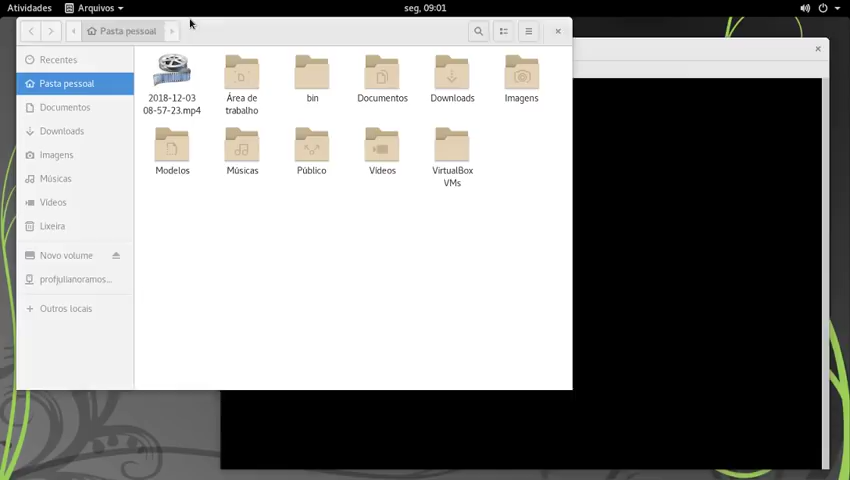 Atividades
Arquivos
seg, 09:01
Pasta pessoal
Recentes
Pasta pessoal
Documentos
Downloads
Imagens
Músicas
Vídeos
Lixeira
Novo volume
profjulianoramos...
Outros locais
2018-12-03
08-57-23.mp4
Área de
trabalho
bin
Documentos
Downloads
Imagens
Modelos
Músicas
Público
Vídeos
VirtualBox
VMs